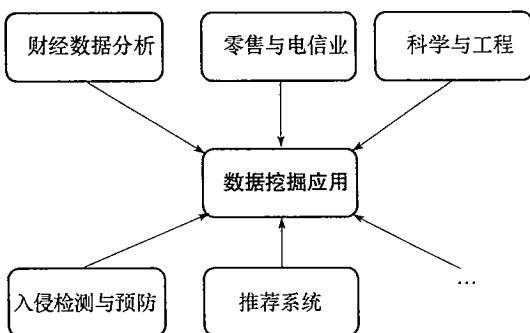 财经数据分析
零售与电信业
科学与工程
数据挖掘应用
入侵检测与预防
推荐系统
…